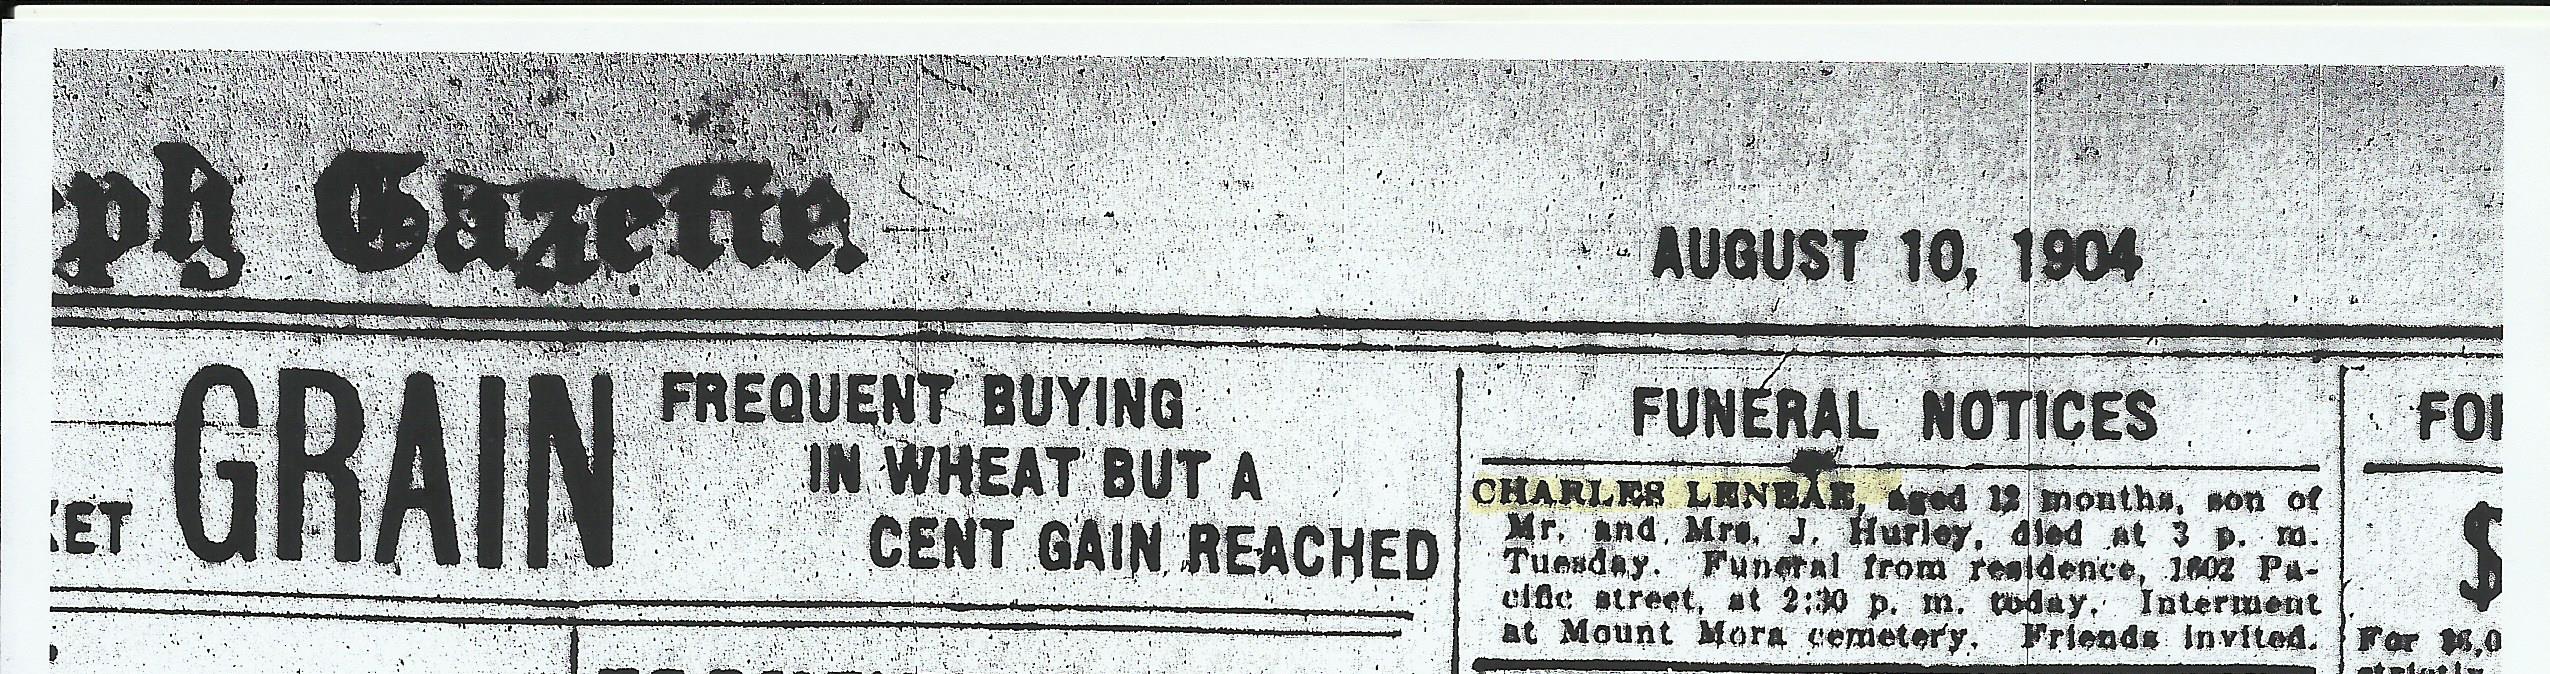 ph Gazette.
AUGUST 10, 1904
KET
GRAIN
FREQUENT BUYING
IN WHEAT BUT A
CENT GAIN REACHED
FUNERAL NOTICES
CHARLES LENEAE, aged 12 months, son of
Mr. and Mrs. J. Hurley, died at 3 p. m.
Tuesday. Funeral from residence, 1602 Pa-
cific street, at 2:30 p. m. today. Interment
at Mount Mora cemetery. Friends invited.
FOR
$
For
strictly